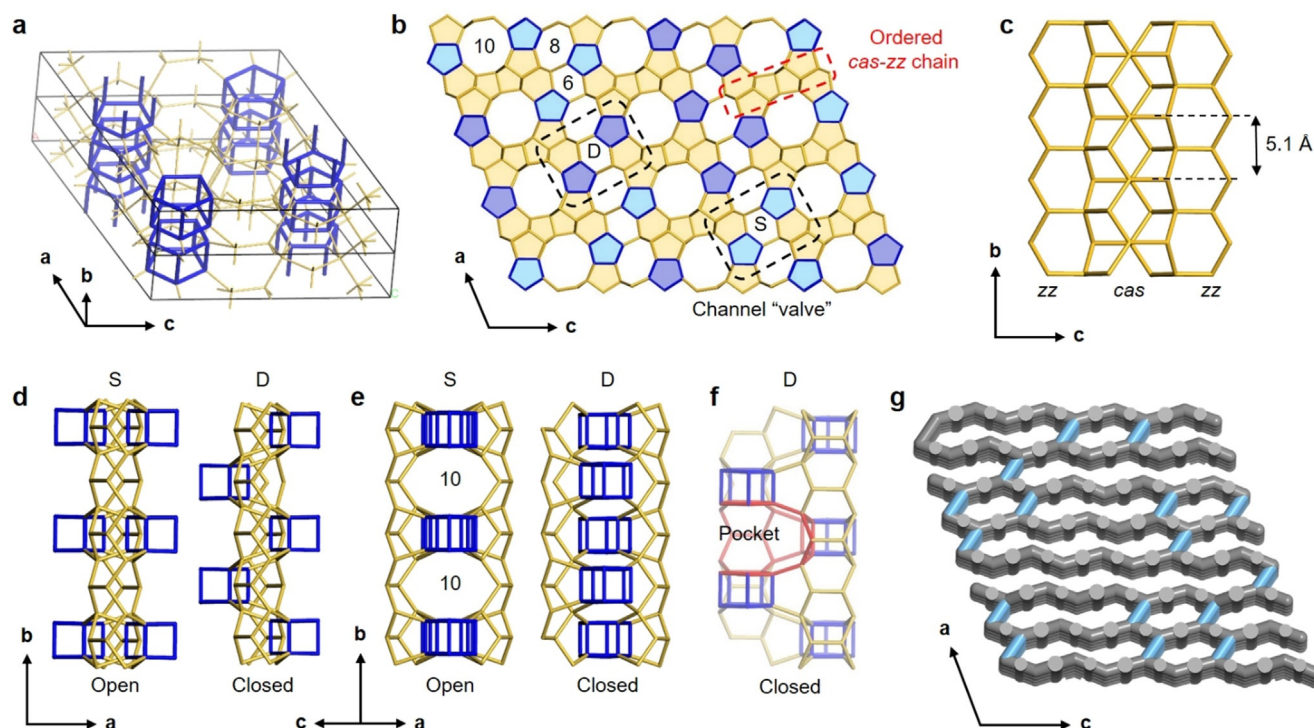 a
a
b
c
b
10
8
6
D
S
Ordered
cas-zz chain
Channel "valve"
a
c
c
5.1 Å
zz
cas
zz
b
c
d
S
D
b
a
Open
Closed
e
S
D
10
10
b
c
a
Open
Closed
f
D
Pocket
Closed
g
a
c